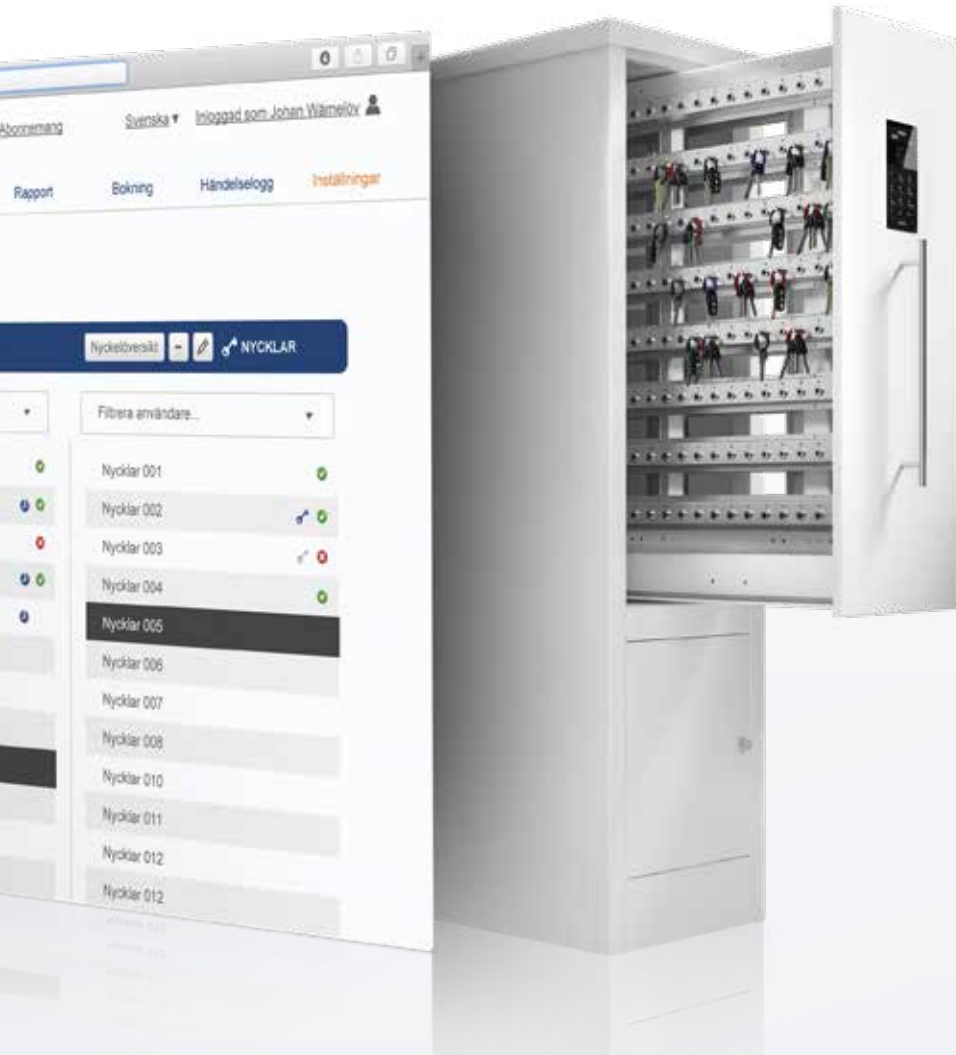 Abonnemang Svenska ▾ Inloggad som Johan Wärnelöv
Rapport Bokning Händelselogg Inställningar
Nyckelöversikt - NYCKLAR
Filtrera användare...
Nycklar 001
Nycklar 002
Nycklar 003
Nycklar 004
Nycklar 005
Nycklar 006
Nycklar 007
Nycklar 008
Nycklar 010
Nycklar 011
Nycklar 012
Nycklar 012